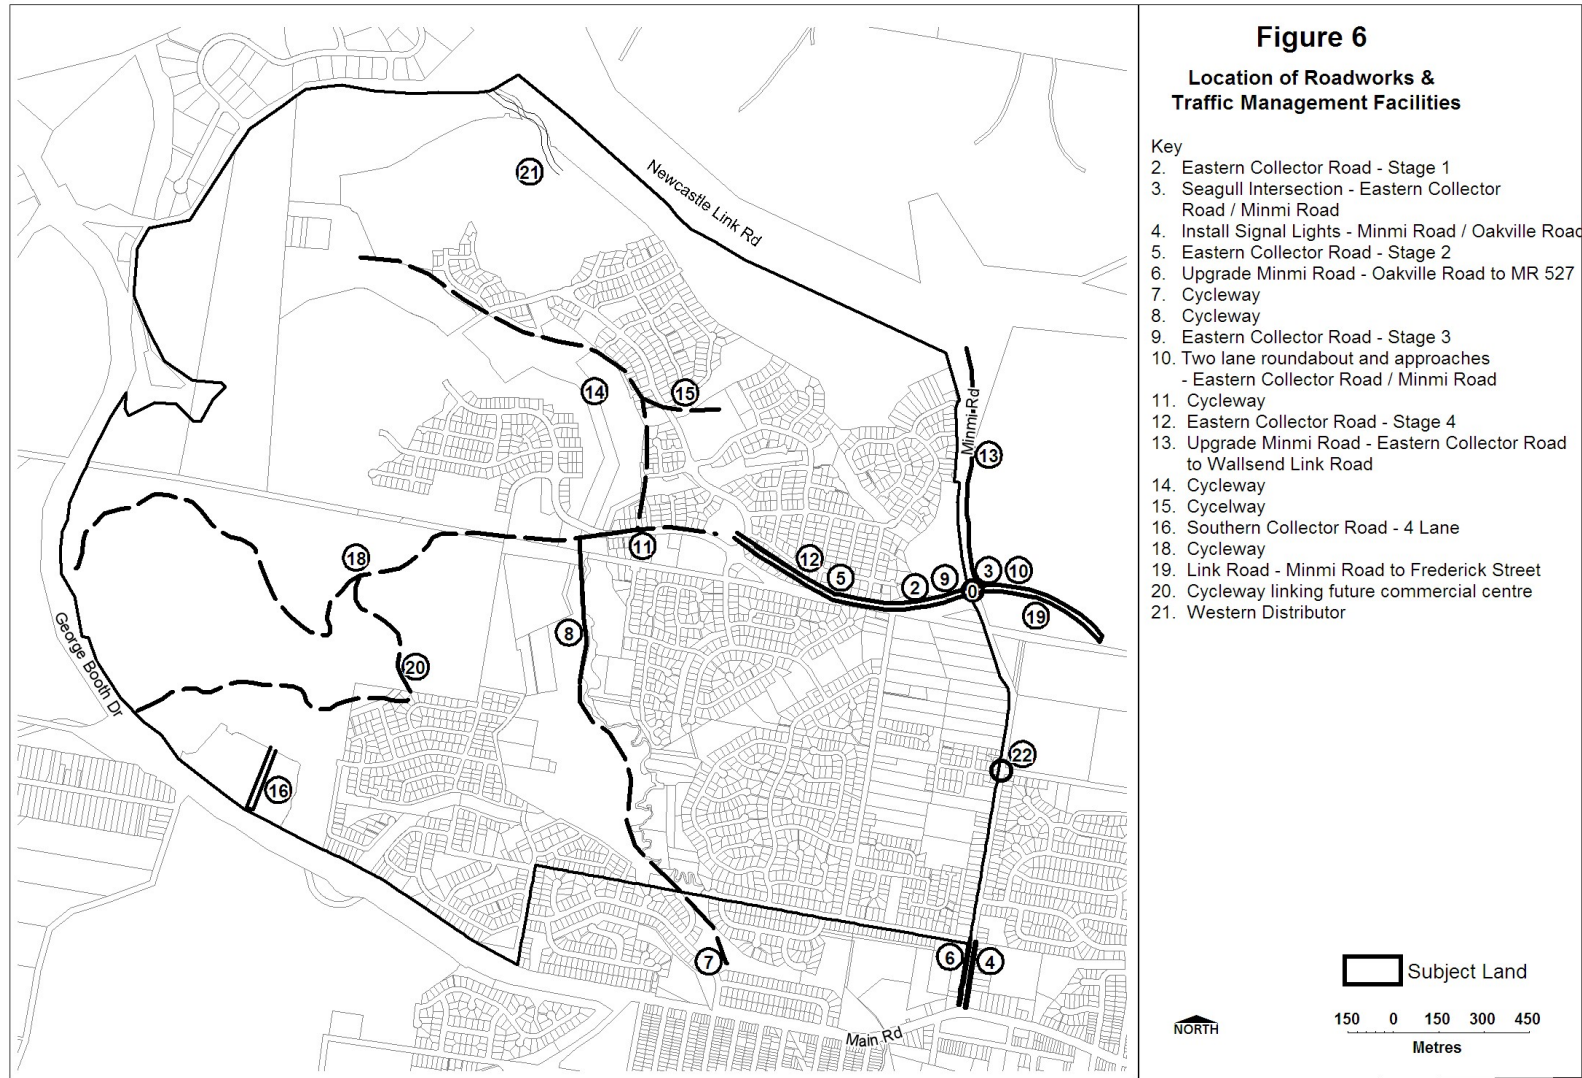 Figure 6
Location of Roadworks &
Traffic Management Facilities
Key
2. Eastern Collector Road - Stage 1
3. Seagull Intersection - Eastern Collector
Road / Minmi Road
4. Install Signal Lights - Minmi Road / Oakville Road
5. Eastern Collector Road - Stage 2
6. Upgrade Minmi Road - Oakville Road to MR 527
7. Cycleway
8. Cycleway
9. Eastern Collector Road - Stage 3
10. Two lane roundabout and approaches
- Eastern Collector Road / Minmi Road
11. Cycleway
12. Eastern Collector Road - Stage 4
13. Upgrade Minmi Road - Eastern Collector Road
to Wallsend Link Road
14. Cycleway
15. Cycelway
16. Southern Collector Road - 4 Lane
18. Cycleway
19. Link Road - Minmi Road to Frederick Street
20. Cycleway linking future commercial centre
21. Western Distributor
Subject Land
NORTH
150 0 150 300 450
Metres
21
Newcastle Link Rd
14
15
Minmi Rd
13
11
18
12
5
2
9
3
10
0
19
8
George Booth Dr
20
22
16
7
6
4
Main Rd